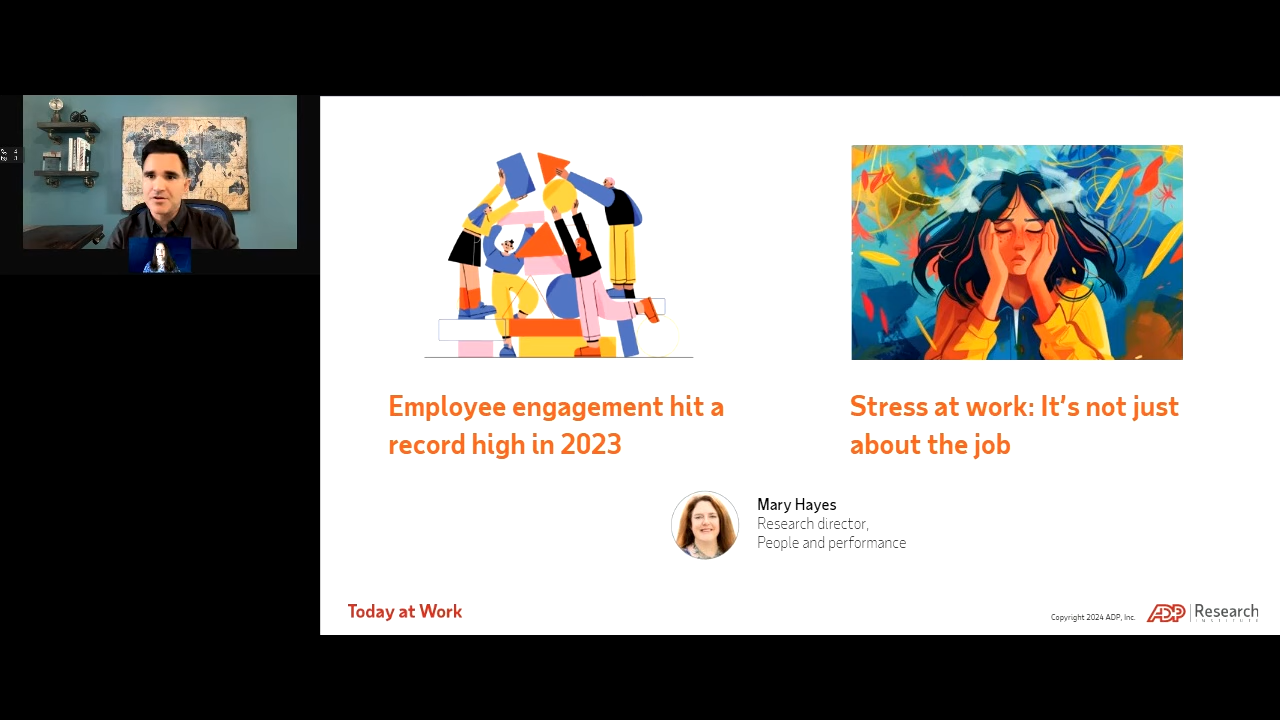 Employee engagement hit a
record high in 2023
Stress at work: It's not just
about the job
Mary Hayes
Research director,
People and performance
Today at Work
Copyright 2024 ADP, Inc.
ADP Research
INSTITUTE